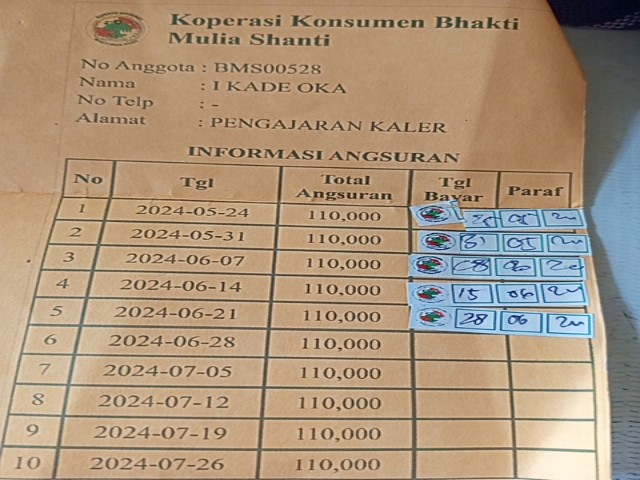 Koperasi Konsumen Bhakti
Mulia Shanti
No Anggota : BMS00528
Nama : I KADE OKA
No Telp : -
Alamat : PENGAJARAN KALER
INFORMASI ANGSURAN
No Tgl Total Angsuran Tgl Bayar Paraf
1 2024-05-24 110,000
2 2024-05-31 110,000 31 05 24
3 2024-06-07 110,000 08 06 24
4 2024-06-14 110,000 15 06 24
5 2024-06-21 110,000 28 06 24
6 2024-06-28 110,000
7 2024-07-05 110,000
8 2024-07-12 110,000
9 2024-07-19 110,000
10 2024-07-26 110,000